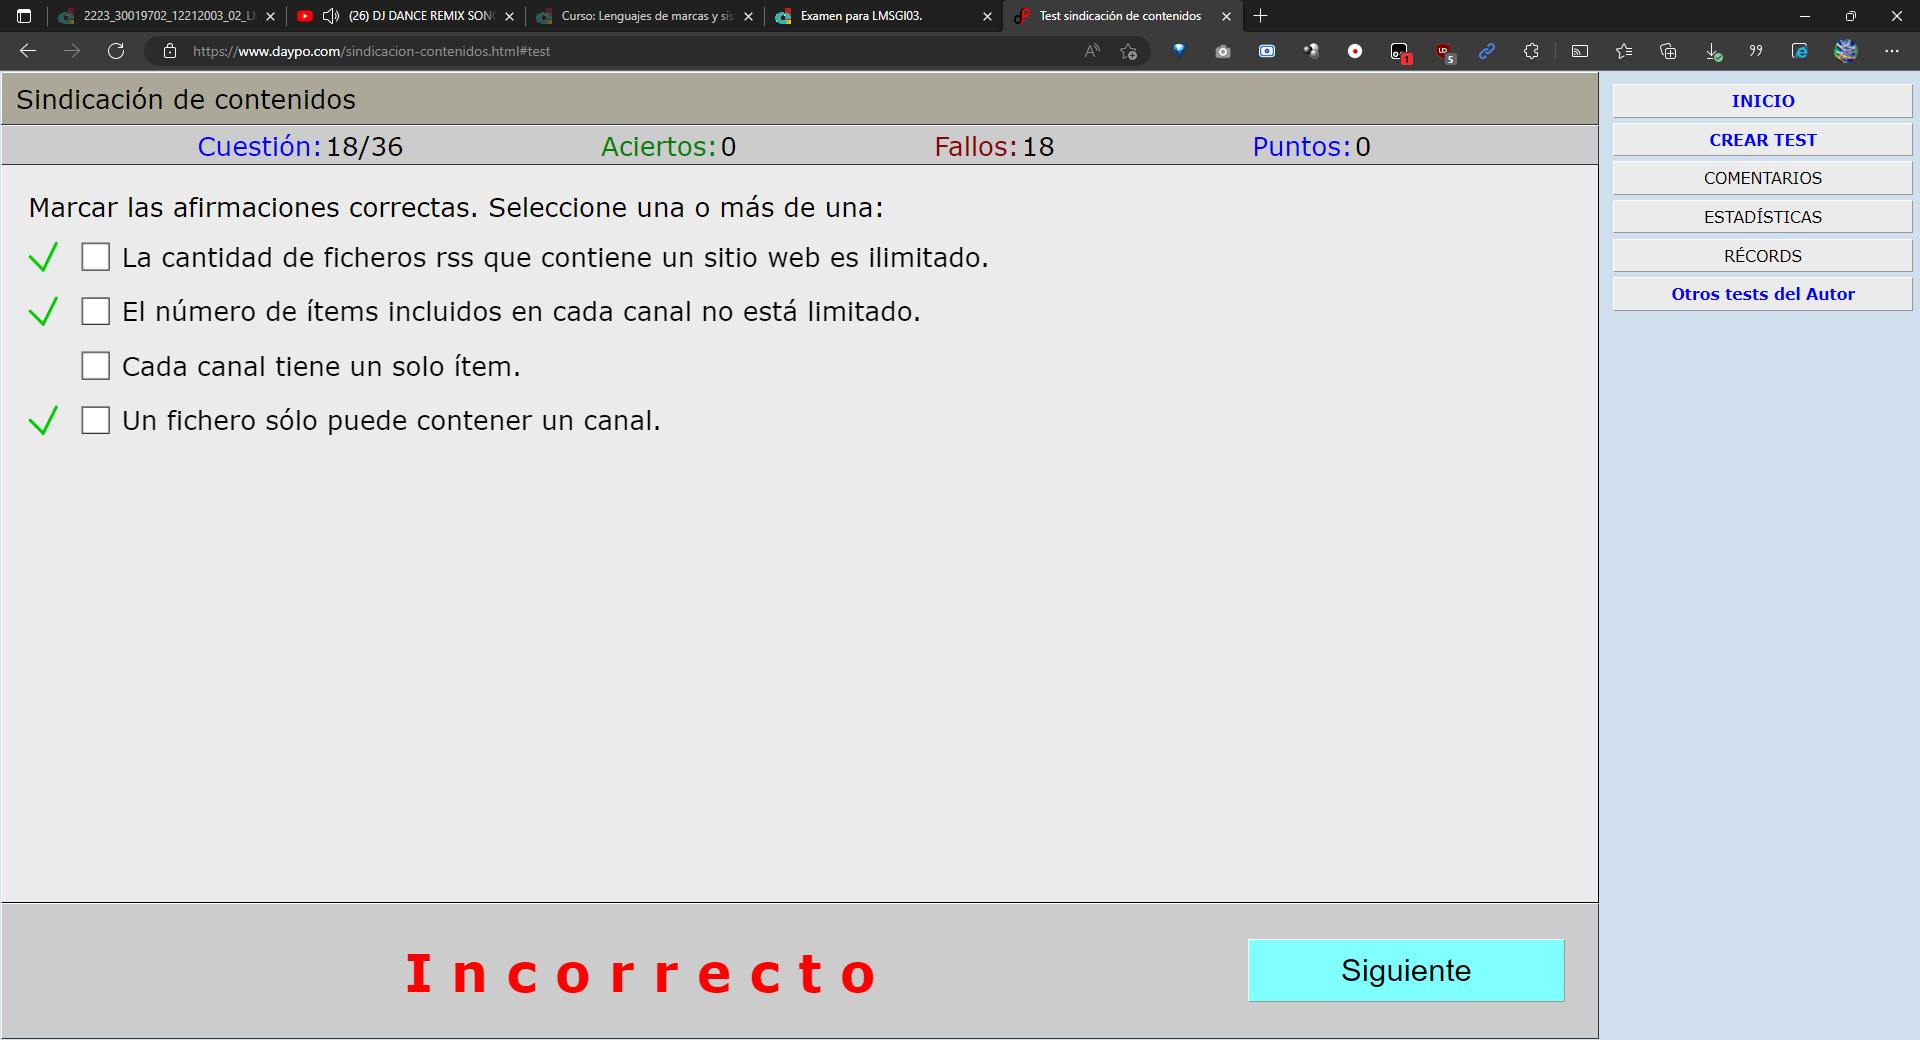 2223_30019702_12212003_02_L
(26) DJ DANCE REMIX SON
Curso: Lenguajes de marcas y sis
Examen para LMSGI03.
Test sindicación de contenidos
https://www.daypo.com/sindicacion-contenidos.html#test
1
5
Sindicación de contenidos
Cuestión: 18/36
Aciertos: 0
Fallos: 18
Puntos: 0
Marcar las afirmaciones correctas. Seleccione una o más de una:
La cantidad de ficheros rss que contiene un sitio web es ilimitado.
El número de ítems incluidos en cada canal no está limitado.
Cada canal tiene un solo ítem.
Un fichero sólo puede contener un canal.
Incorrecto
Siguiente
INICIO
CREAR TEST
COMENTARIOS
ESTADÍSTICAS
RÉCORDS
Otros tests del Autor